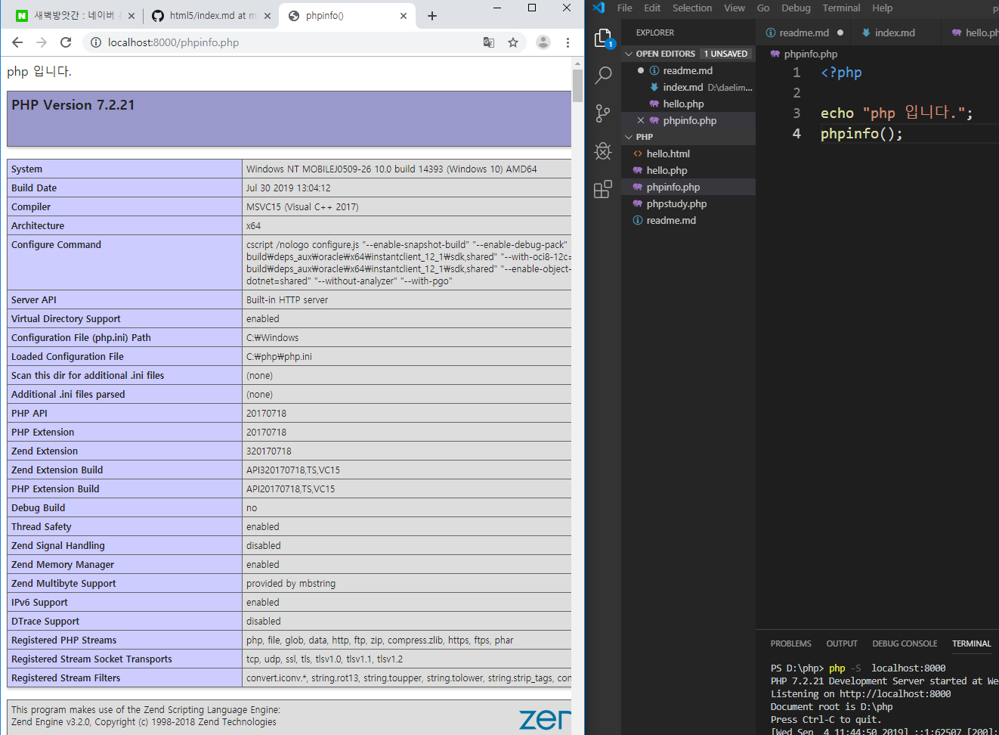 새벽방앗간 : 네이버
html5/index.md at m
phpinfo()
localhost:8000/phpinfo.php
php 입니다.
PHP Version 7.2.21
System Windows NT MOBILEJ0509-26 10.0 build 14393 (Windows 10) AMD64
Build Date Jul 30 2019 13:04:12
Compiler MSVC15 (Visual C++ 2017)
Architecture x64
Configure Command cscript /nologo configure.js "--enable-snapshot-build" "--enable-debug-pack"
build₩deps_aux₩oracle₩x64₩instantclient_12_1₩sdk,shared" "--with-oci8-12c=
build₩deps_aux₩oracle₩x64₩instantclient_12_1₩sdk,shared" "--enable-object-
dotnet=shared" "--without-analyzer" "--with-pgo"
Server API Built-in HTTP server
Virtual Directory Support enabled
Configuration File (php.ini) Path C:₩Windows
Loaded Configuration File C:₩php₩php.ini
Scan this dir for additional .ini files (none)
Additional .ini files parsed (none)
PHP API 20170718
PHP Extension 20170718
Zend Extension 320170718
Zend Extension Build API320170718,TS,VC15
PHP Extension Build API20170718,TS,VC15
Debug Build no
Thread Safety enabled
Zend Signal Handling disabled
Zend Memory Manager enabled
Zend Multibyte Support provided by mbstring
IPv6 Support enabled
DTrace Support disabled
Registered PHP Streams php, file, glob, data, http, ftp, zip, compress.zlib, https, ftps, phar
Registered Stream Socket Transports tcp, udp, ssl, tls, tlsv1.0, tlsv1.1, tlsv1.2
Registered Stream Filters convert.iconv.*, string.rot13, string.toupper, string.tolower, string.strip_tags, con
This program makes use of the Zend Scripting Language Engine:
Zend Engine v3.2.0, Copyright (c) 1998-2018 Zend Technologies
zen
File Edit Selection View Go Debug Terminal Help p
1
EXPLORER
OPEN EDITORS 1 UNSAVED
readme.md
index.md D:\daelim...
hello.php
phpinfo.php
PHP
hello.html
hello.php
phpinfo.php
phpstudy.php
readme.md
readme.md index.md hello.ph
phpinfo.php
1 <?php
2
3 echo "php 입니다.";
4 phpinfo();
PROBLEMS OUTPUT DEBUG CONSOLE TERMINAL
PS D:\php> php -S localhost:8000
PHP 7.2.21 Development Server started at We
Listening on http://localhost:8000
Document root is D:\php
Press Ctrl-C to quit.
[Wed Sep 4 11:44:50 2019] ::1:62507 [200]: